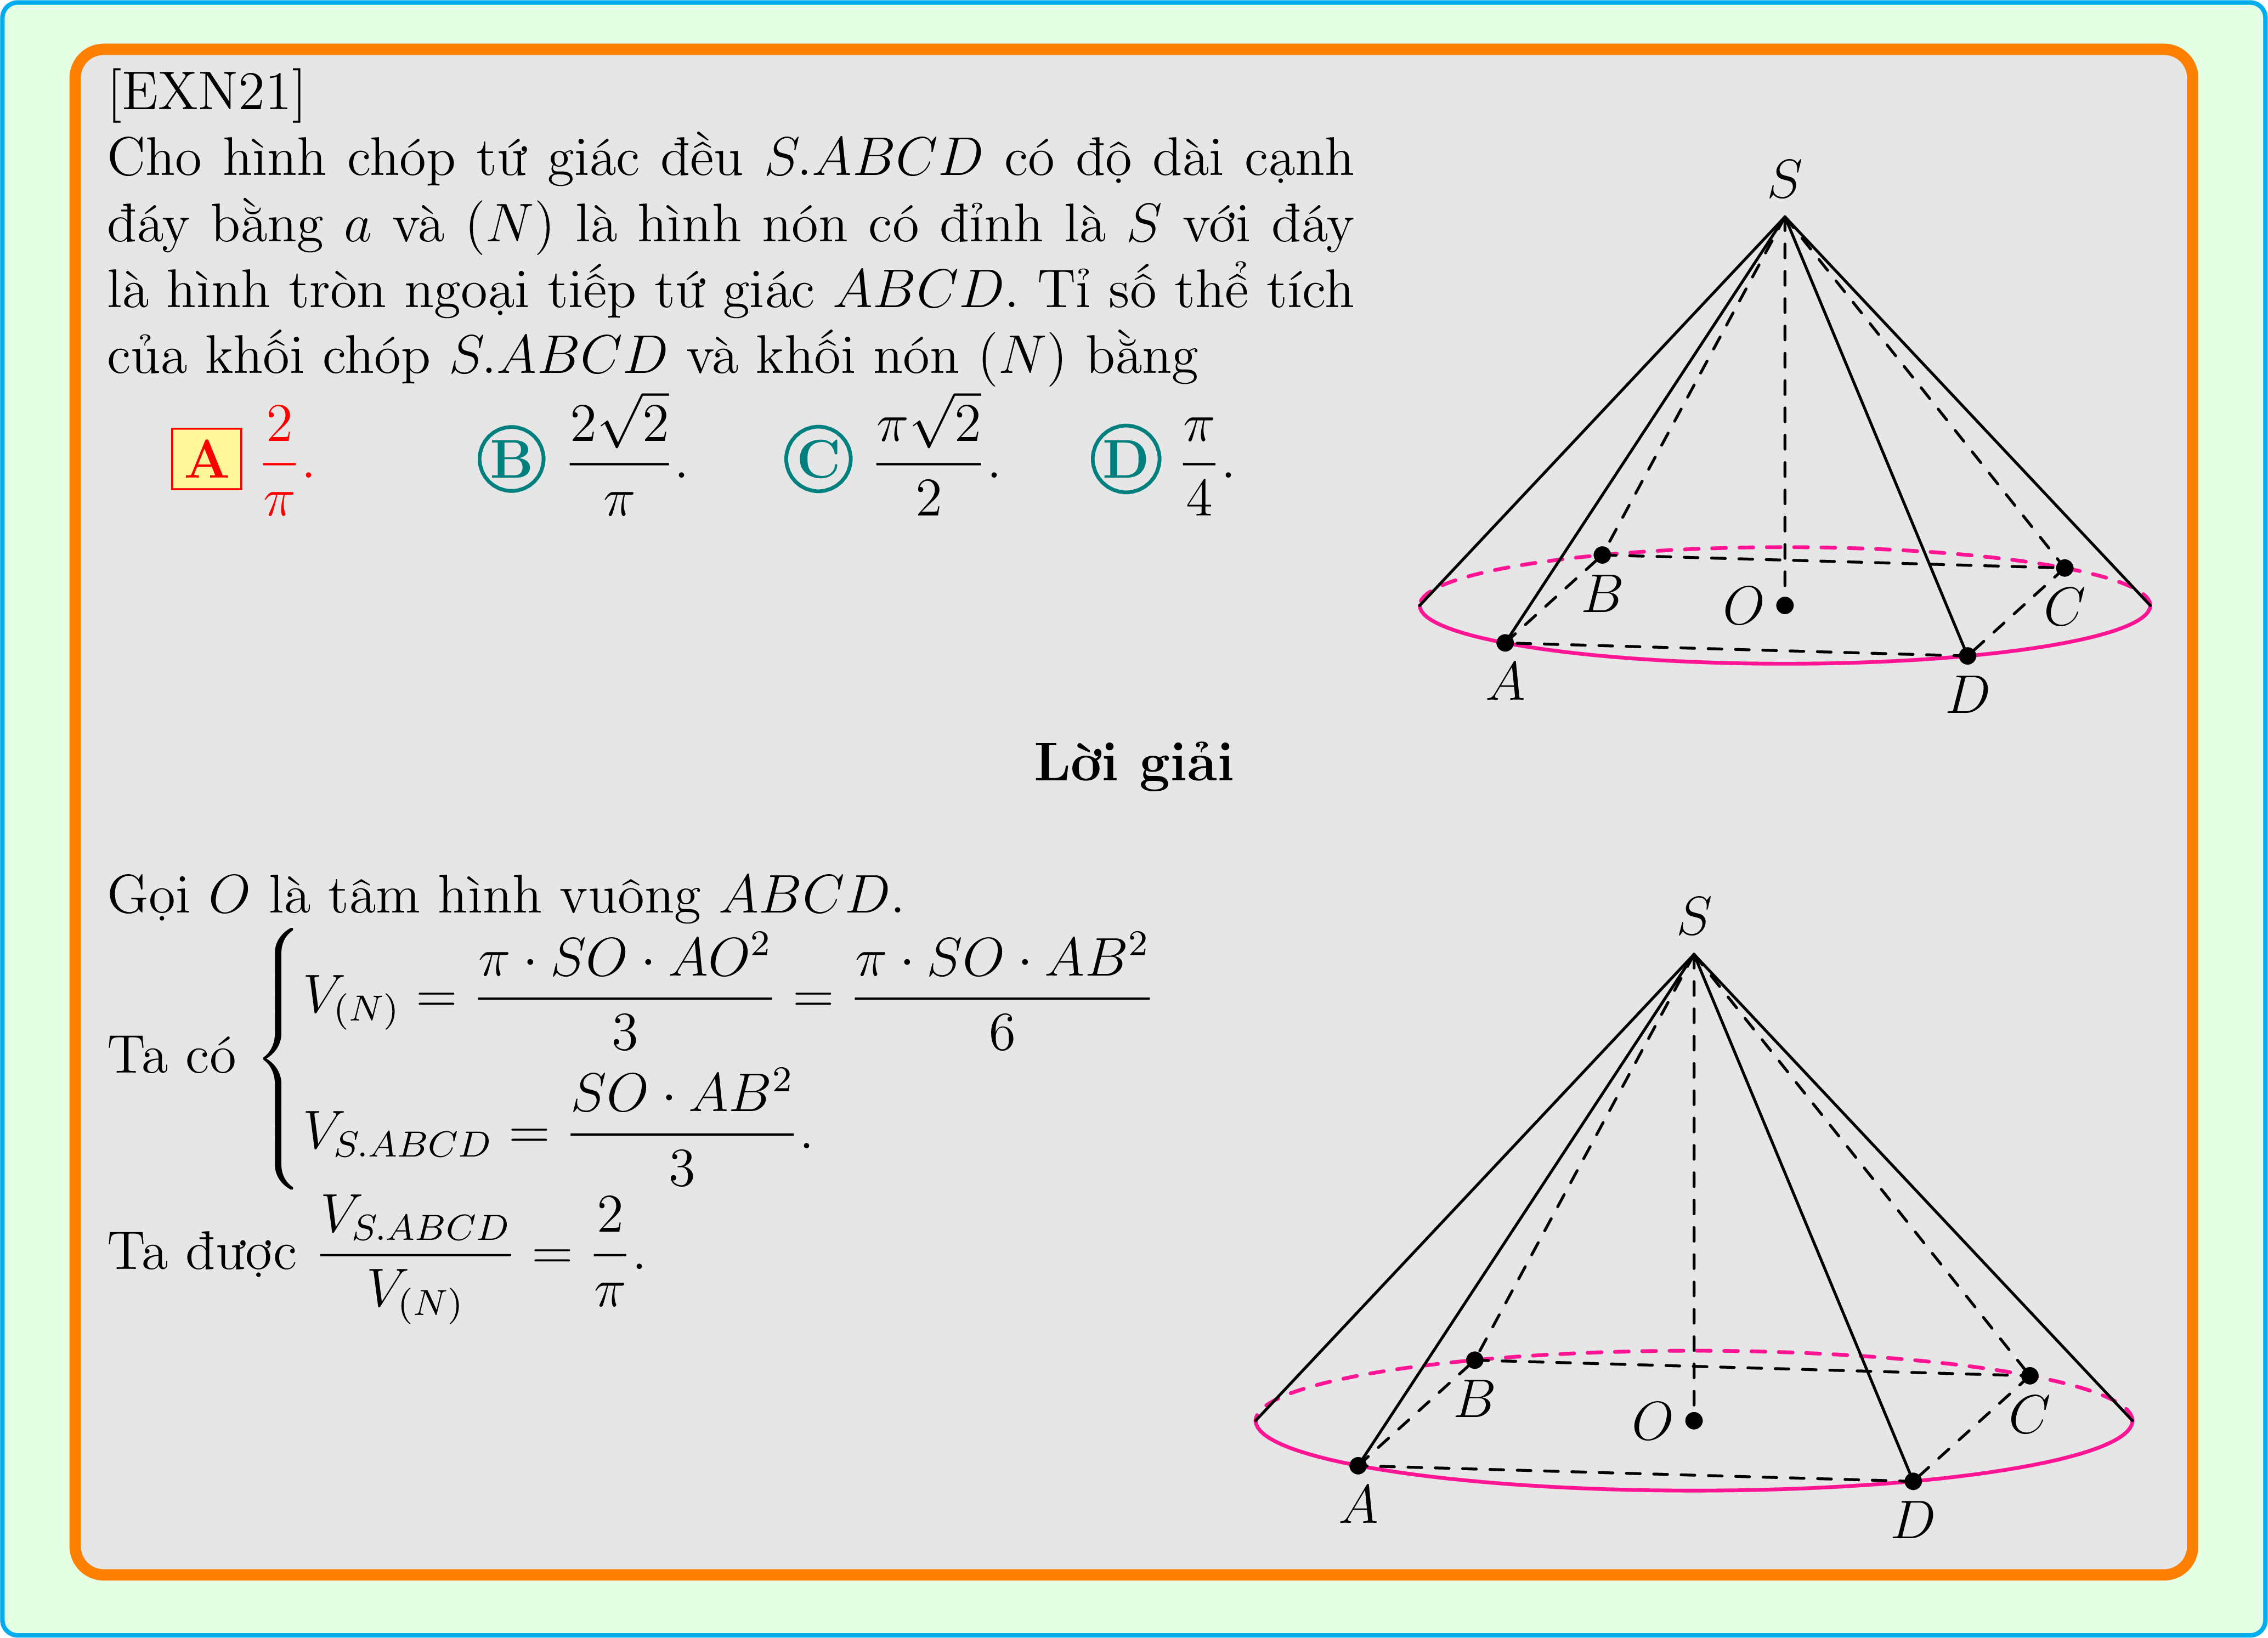 [EXN21]
Cho hình chóp tứ giác đều S.ABCD có độ dài cạnh
đáy bằng a và (N) là hình nón có đỉnh là S với đáy
là hình tròn ngoại tiếp tứ giác ABCD. Tỉ số thể tích
của khối chóp S.ABCD và khối nón (N) bằng
A $\frac{2}{\pi}$. B $\frac{2\sqrt{2}}{\pi}$. C $\frac{\pi\sqrt{2}}{2}$. D $\frac{\pi}{4}$.
S
B
O
C
A
D
Lời giải
Gọi O là tâm hình vuông ABCD.
Ta có $\begin{cases} V_{(N)} = \frac{\pi \cdot SO \cdot AO^2}{3} = \frac{\pi \cdot SO \cdot AB^2}{6} \\ V_{S.ABCD} = \frac{SO \cdot AB^2}{3}. \end{cases}$
Ta được $\frac{V_{S.ABCD}}{V_{(N)}} = \frac{2}{\pi}$.
S
B
O
C
A
D